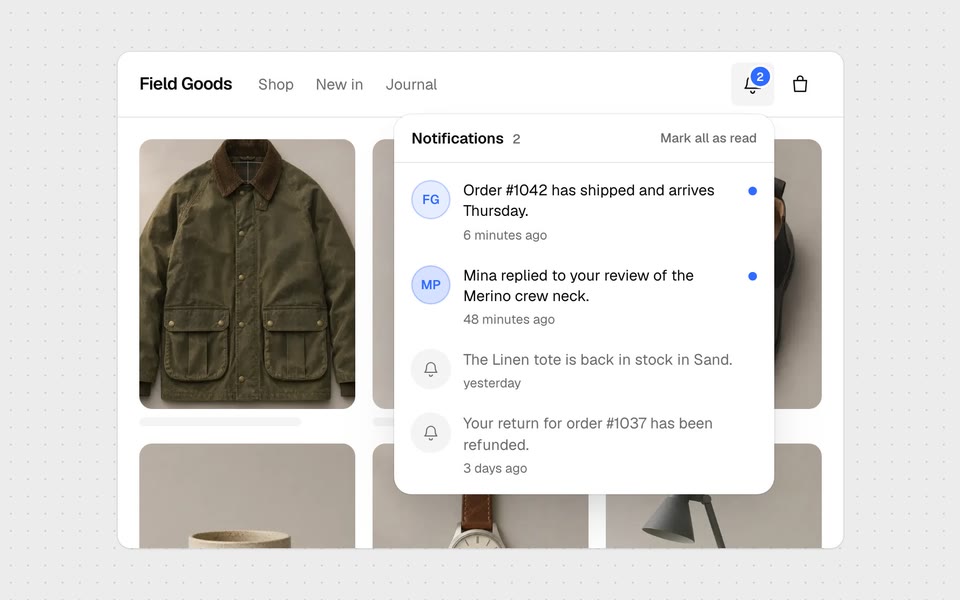 Field Goods Shop New in Journal 2
Notifications 2 Mark all as read
FG Order #1042 has shipped and arrives
Thursday.
6 minutes ago
MP Mina replied to your review of the
Merino crew neck.
48 minutes ago
The Linen tote is back in stock in Sand.
yesterday
Your return for order #1037 has been
refunded.
3 days ago